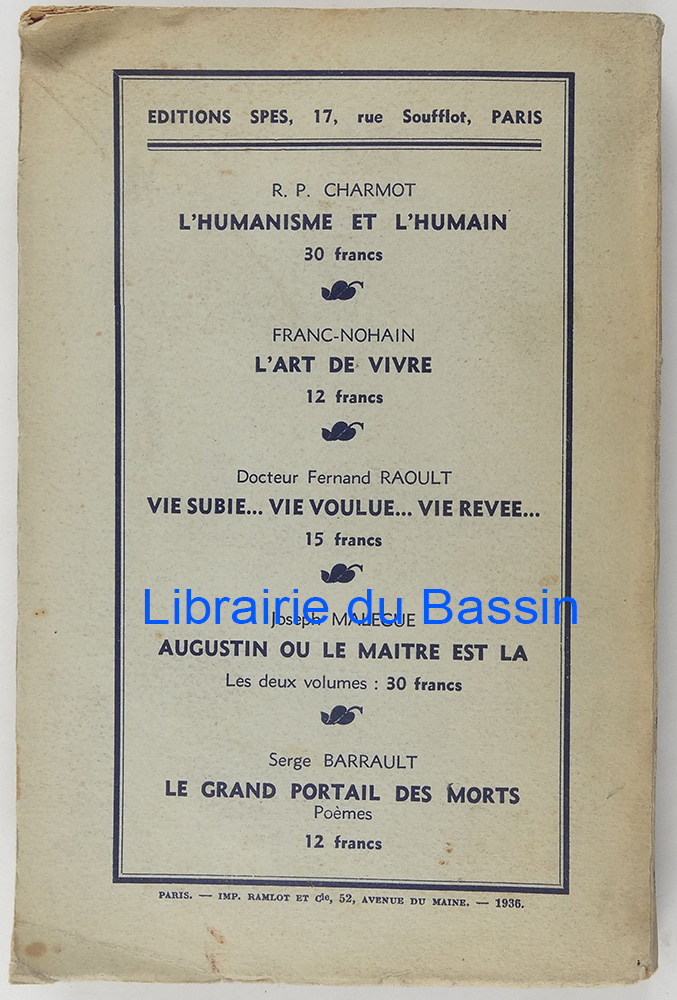 EDITIONS SPES, 17, rue Soufflot, PARIS
R. P. CHARMOT
L'HUMANISME ET L'HUMAIN
30 francs
FRANC-NOHAIN
L'ART DE VIVRE
12 francs
Docteur Fernand RAOULT
VIE SUBIE... VIE VOULUE... VIE REVEE...
15 francs
Librairie du Bassin
Joseph MALEGUE
AUGUSTIN OU LE MAITRE EST LA
Les deux volumes : 30 francs
Serge BARRAULT
LE GRAND PORTAIL DES MORTS
Poèmes
12 francs
PARIS. — IMP. RAMLOT ET Cie, 52, AVENUE DU MAINE. — 1936.